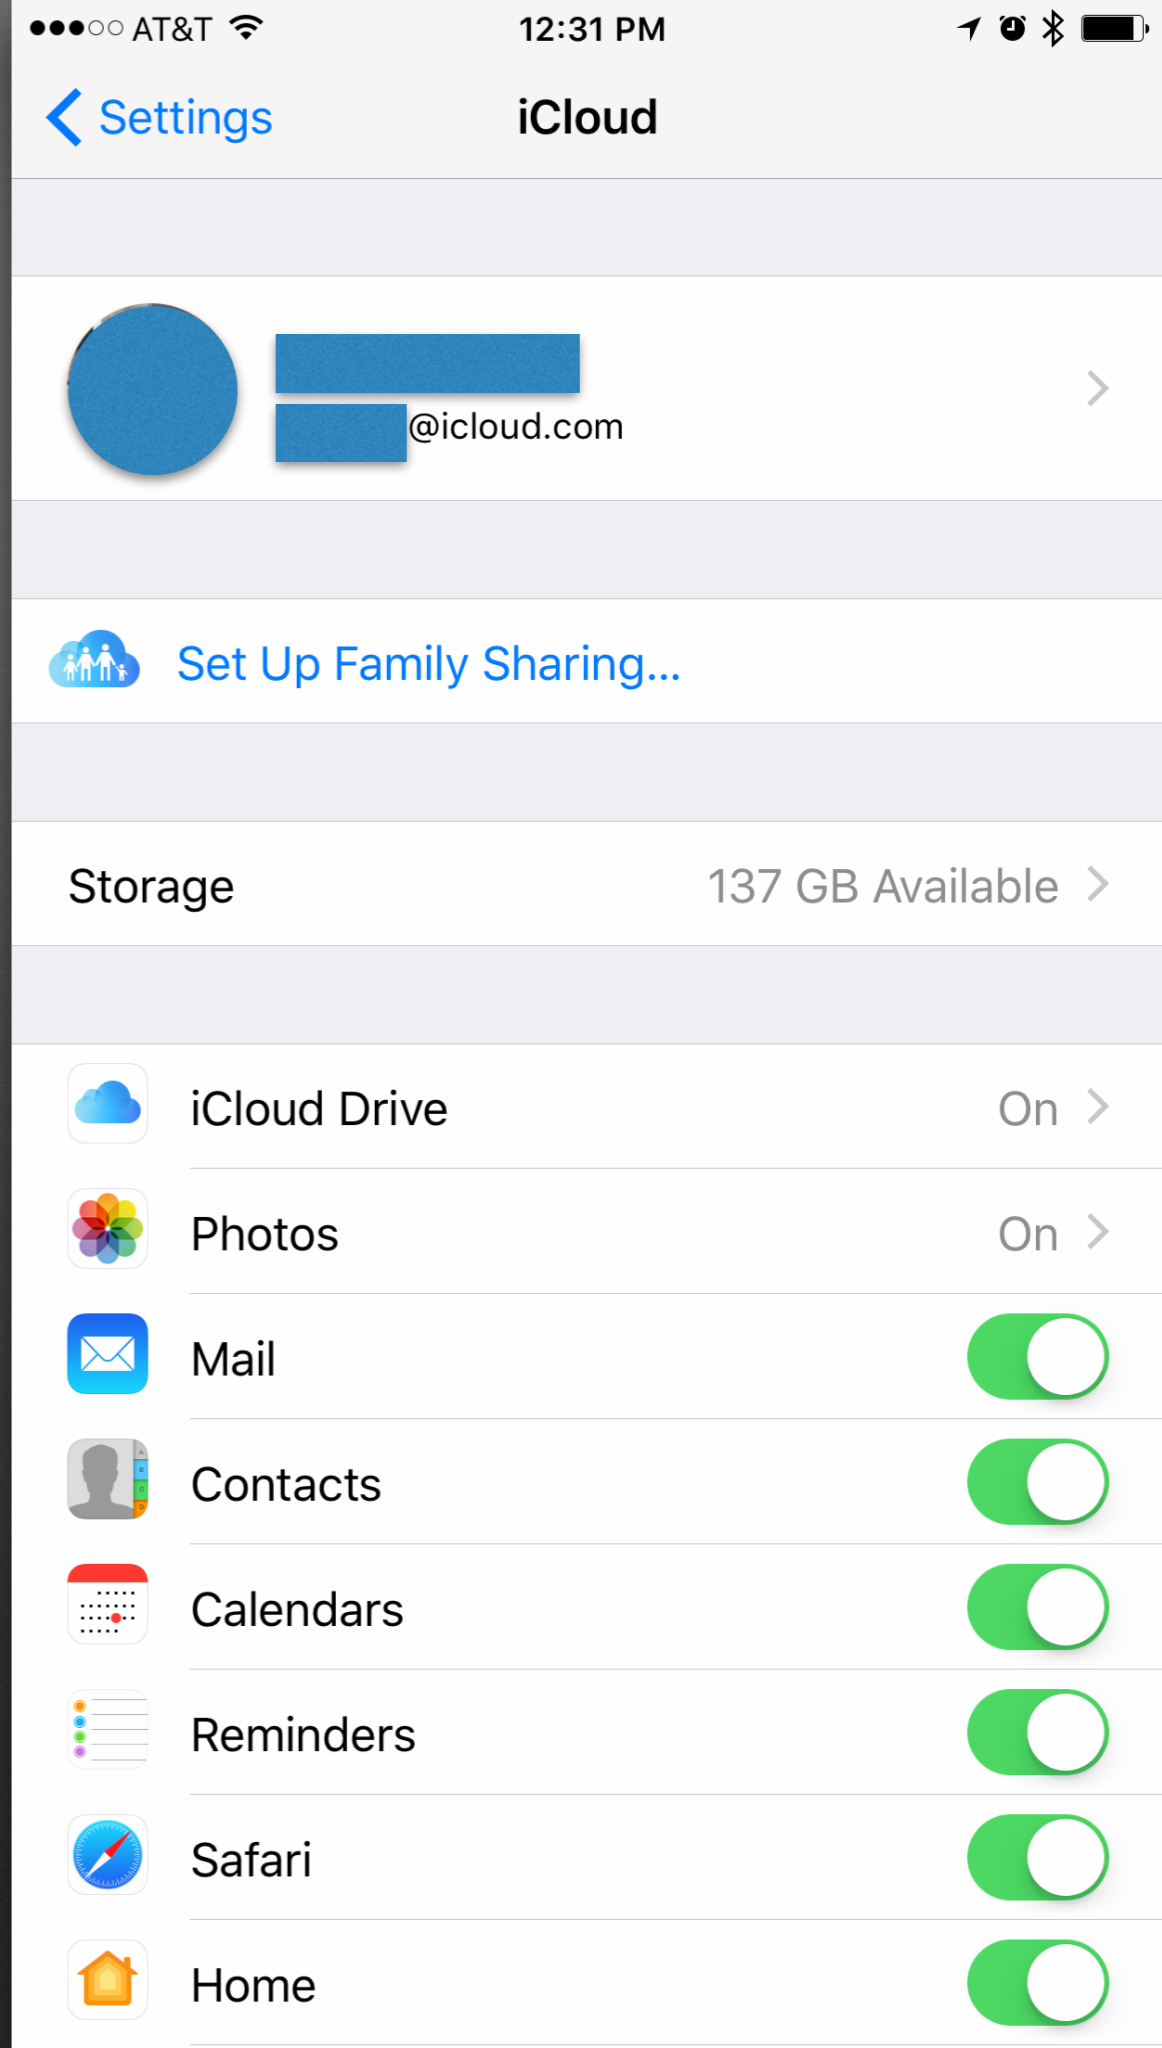 AT&T 12:31 PM
Settings iCloud
@icloud.com
Set Up Family Sharing...
Storage 137 GB Available
iCloud Drive On
Photos On
Mail
Contacts
Calendars
Reminders
Safari
Home